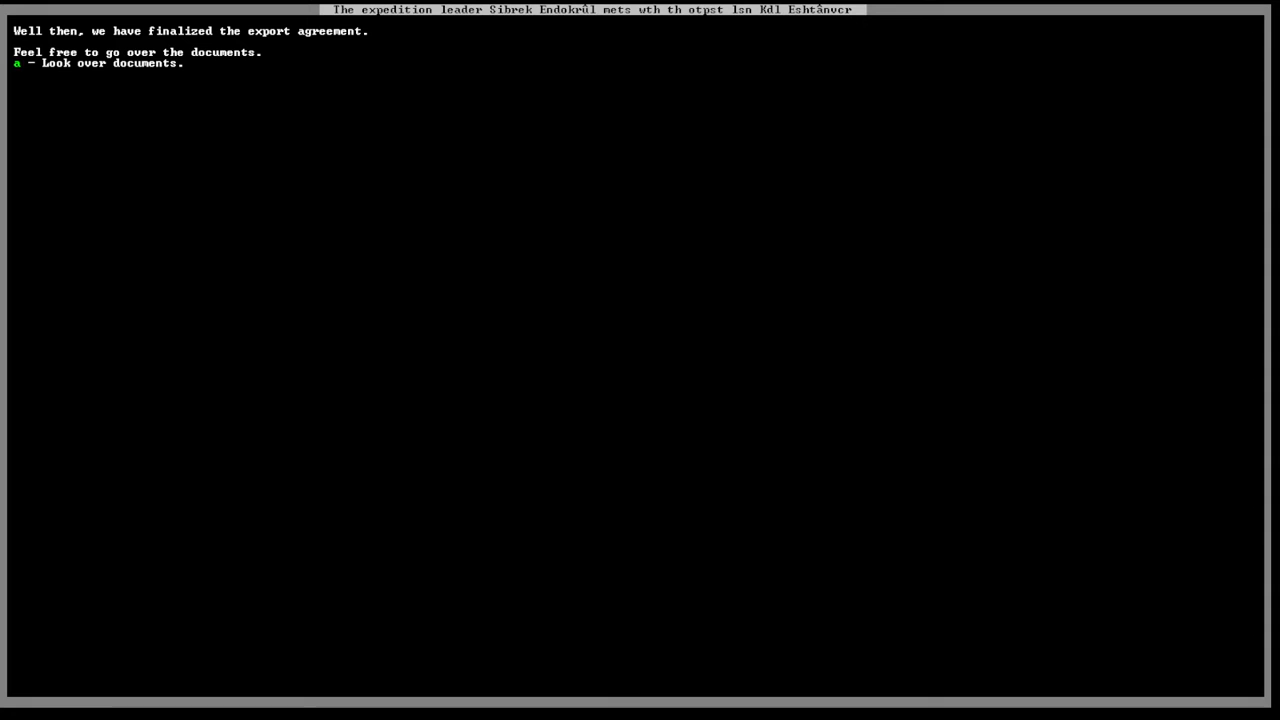 The expedition leader Sibrek Endokrûl mets wth th otpst lsn Kdl Eshtânvcr
Well then, we have finalized the export agreement.
Feel free to go over the documents.
a - Look over documents.